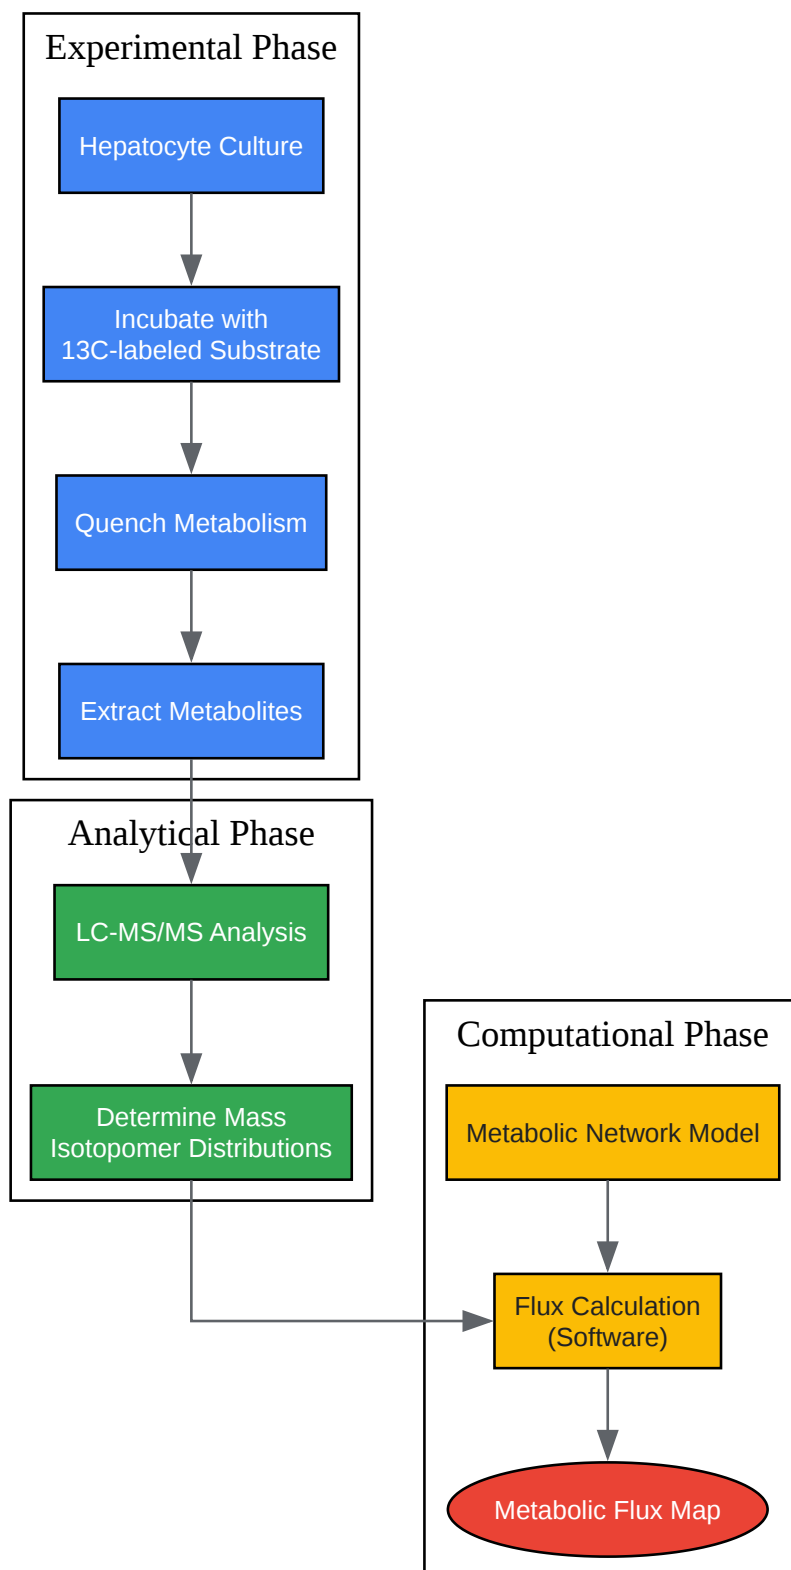 Experimental Phase
Hepatocyte Culture
Incubate with
13C-labeled Substrate
Quench Metabolism
Extract Metabolites
Analytical Phase
LC-MS/MS Analysis
Determine Mass
Isotopomer Distributions
Computational Phase
Metabolic Network Model
Flux Calculation
(Software)
Metabolic Flux Map